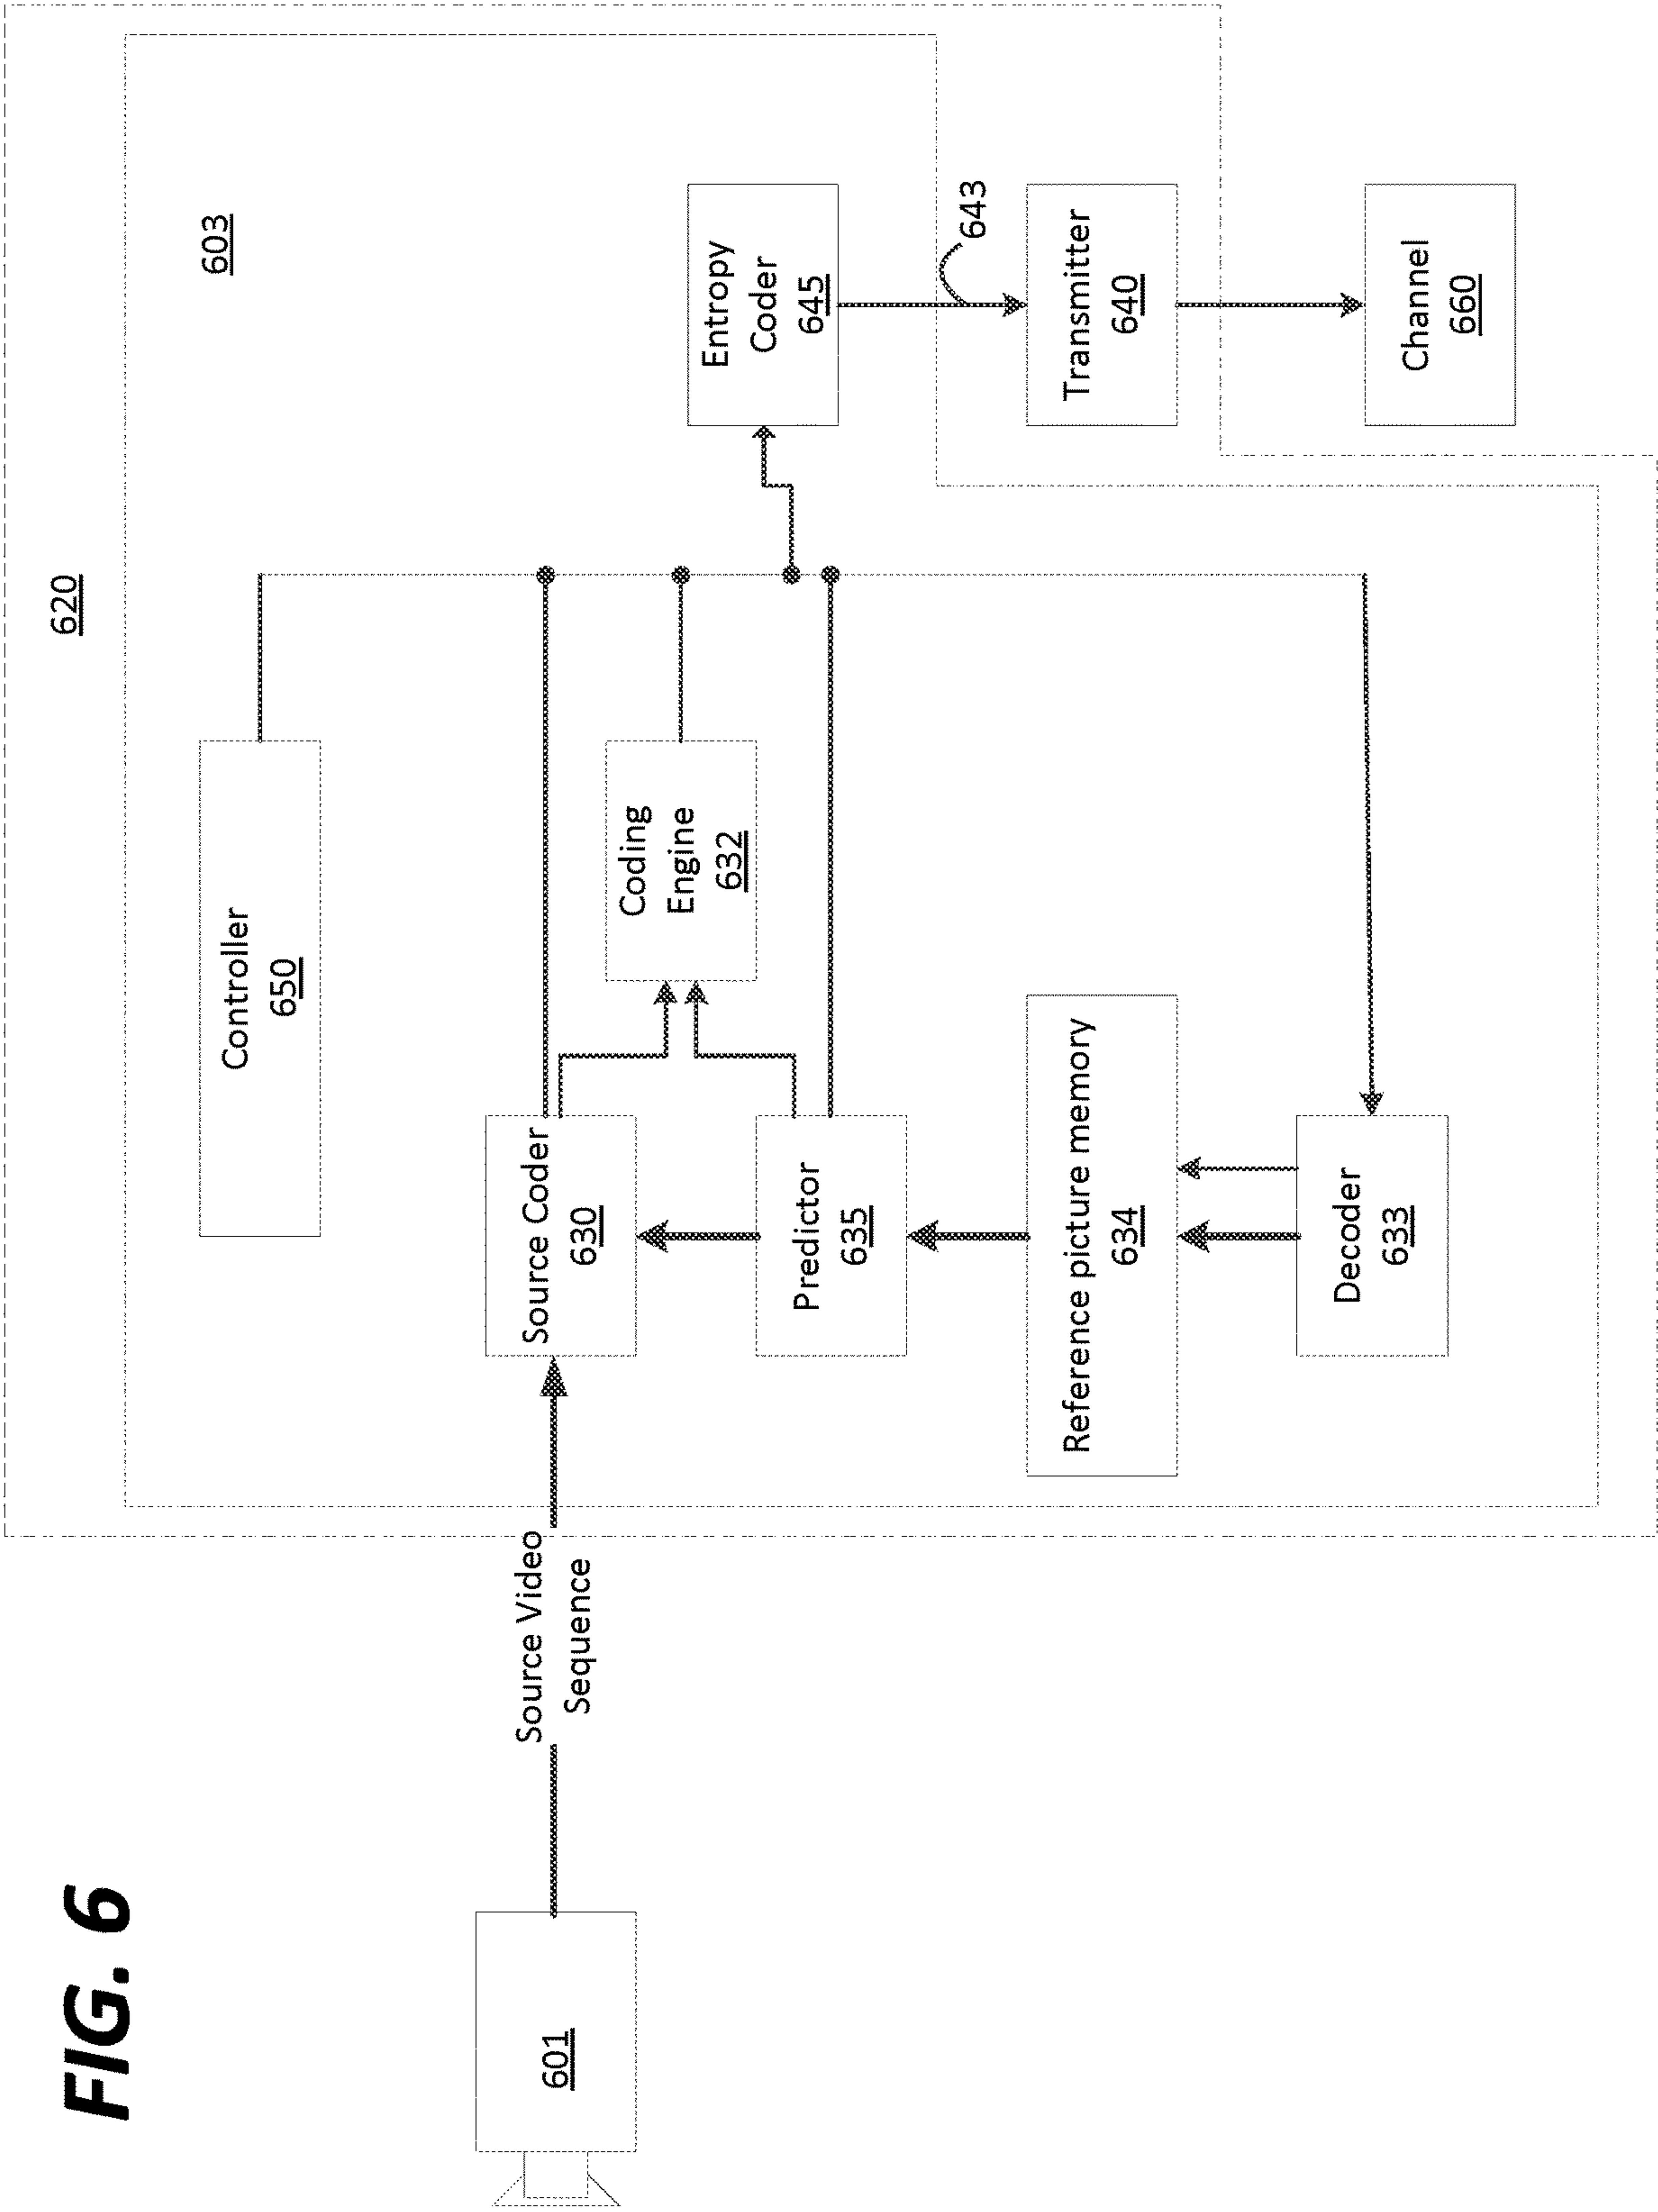 FIG. 6
620
603
Controller
650
601
Source Video
Sequence
Source Coder
630
Coding
Engine
632
Entropy
Coder
645
Predictor
635
643
Reference picture memory
634
Transmitter
640
Decoder
633
Channel
660